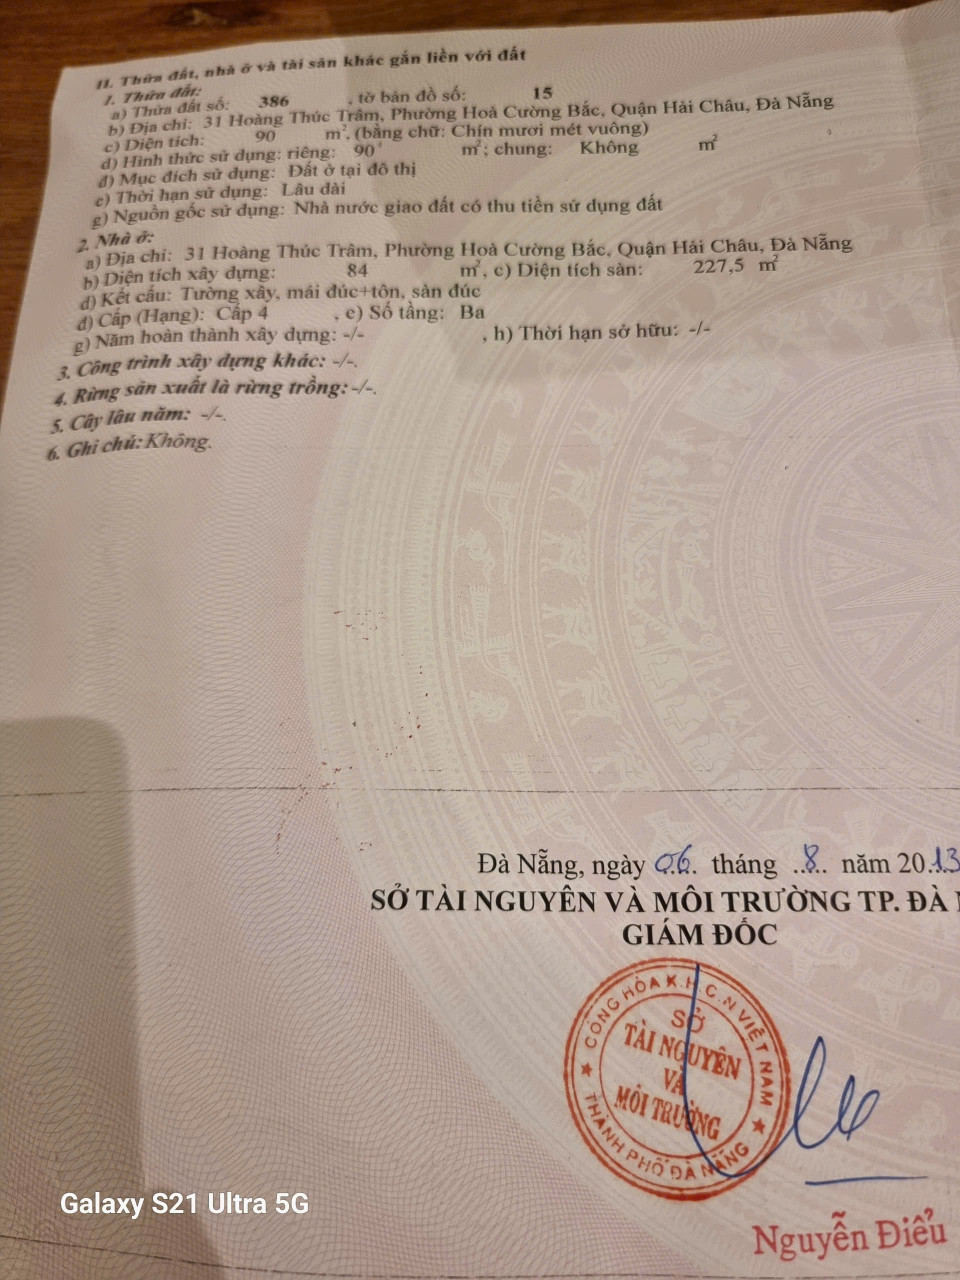 II. Thửa đất, nhà ở và tài sản khác gắn liền với đất
1. Thửa đất:
a) Thửa đất số: 386 , tờ bản đồ số: 15
b) Địa chỉ: 31 Hoàng Thúc Trâm, Phường Hoà Cường Bắc, Quận Hải Châu, Đà Nẵng
c) Diện tích: 90 m², (bằng chữ: Chín mươi mét vuông)
d) Hình thức sử dụng: riêng: 90 m²; chung: Không m²
đ) Mục đích sử dụng: Đất ở tại đô thị
e) Thời hạn sử dụng: Lâu dài
g) Nguồn gốc sử dụng: Nhà nước giao đất có thu tiền sử dụng đất
2. Nhà ở:
a) Địa chỉ: 31 Hoàng Thúc Trâm, Phường Hoà Cường Bắc, Quận Hải Châu, Đà Nẵng
b) Diện tích xây dựng: 84 m², c) Diện tích sàn: 227,5 m²
d) Kết cấu: Tường xây, mái đúc+tôn, sàn đúc
đ) Cấp (Hạng): Cấp 4 , e) Số tầng: Ba
g) Năm hoàn thành xây dựng: -/- , h) Thời hạn sở hữu: -/-
3. Công trình xây dựng khác: -/-.
4. Rừng sản xuất là rừng trồng: -/-.
5. Cây lâu năm: -/-.
6. Ghi chú: Không.
Đà Nẵng, ngày 06 tháng 8 năm 2013
SỞ TÀI NGUYÊN VÀ MÔI TRƯỜNG TP. ĐÀ
GIÁM ĐỐC
CỘNG HÒA X.H.C.N VIỆT NAM
SỞ
TÀI NGUYÊN
VÀ
MÔI TRƯỜNG
THÀNH PHỐ ĐÀ NẴNG
Nguyễn Điểu
Galaxy S21 Ultra 5G